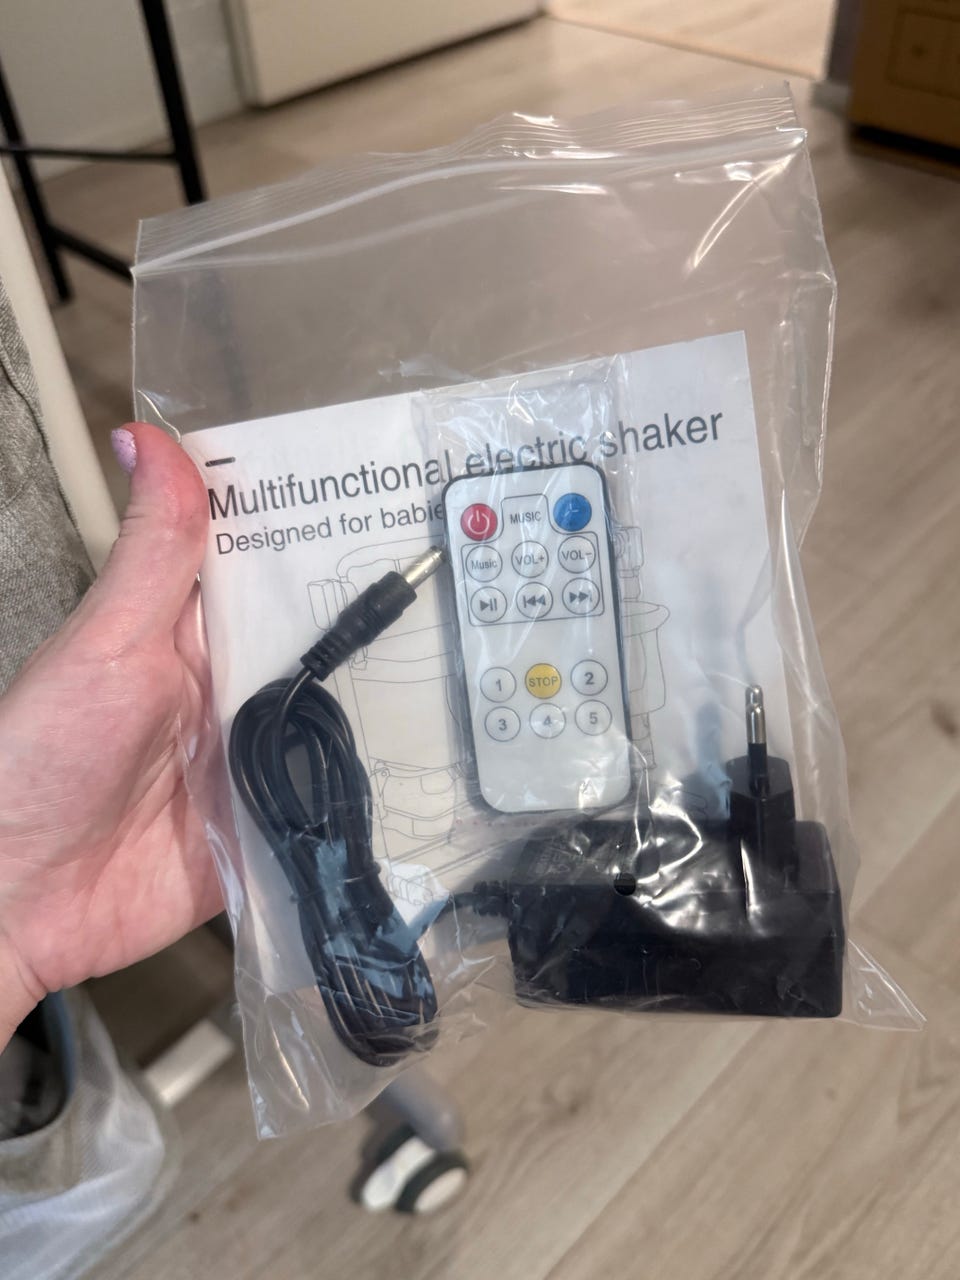 Multifunctional electric shaker
Designed for babie
MUSIC
Music VOL+ VOL-
1 STOP 2
3 4 5